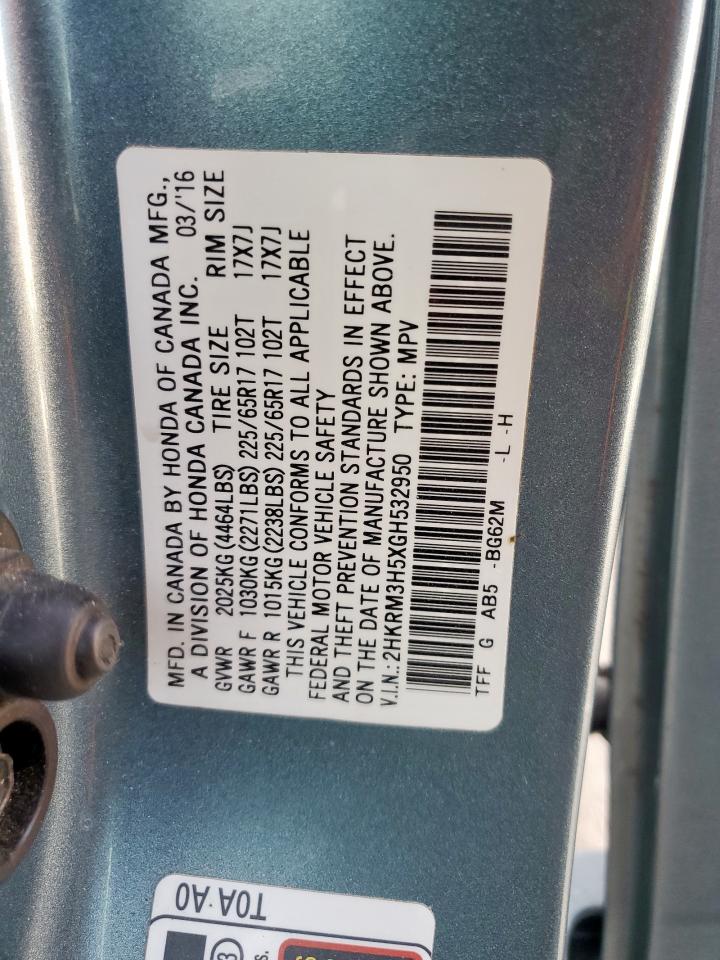 MFD. IN CANADA BY HONDA OF CANADA MFG.,
A DIVISION OF HONDA CANADA INC. 03/'16
GVWR 2025KG (4464LBS) TIRE SIZE RIM SIZE
GAWR F 1030KG (2271LBS) 225/65R17 102T 17X7J
GAWR R 1015KG (2238LBS) 225/65R17 102T 17X7J
THIS VEHICLE CONFORMS TO ALL APPLICABLE
FEDERAL MOTOR VEHICLE SAFETY
AND THEFT PREVENTION STANDARDS IN EFFECT
ON THE DATE OF MANUFACTURE SHOWN ABOVE.
V.I.N.: 2HKRM3H5XGH532950 TYPE: MPV
TFF G AB5 -BG62M -L -H
T0A A0
3
s.